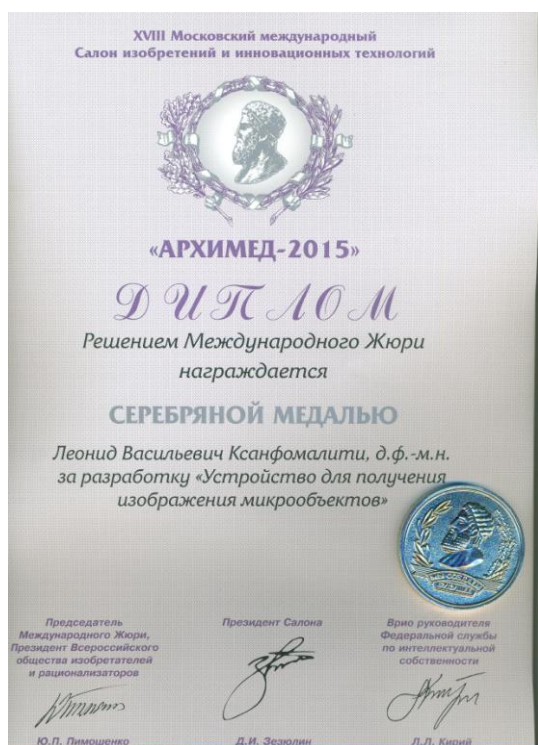 XVIII Московский международный
Салон изобретений и инновационных технологий
«АРХИМЕД-2015»
ДИПЛОМ
Решением Международного Жюри
награждается
СЕРЕБРЯНОЙ МЕДАЛЬЮ
Леонид Васильевич Ксанфомалити, д.ф.-м.н.
за разработку «Устройство для получения
изображения микрообъектов»
Председатель
Международного Жюри,
Президент Всероссийского
общества изобретателей
и рационализаторов
Ю.П. Пимошенко
Президент Салона
Д.И. Зезюлин
Врио руководителя
Федеральной службы
по интеллектуальной
собственности
Л.Л. Кирий